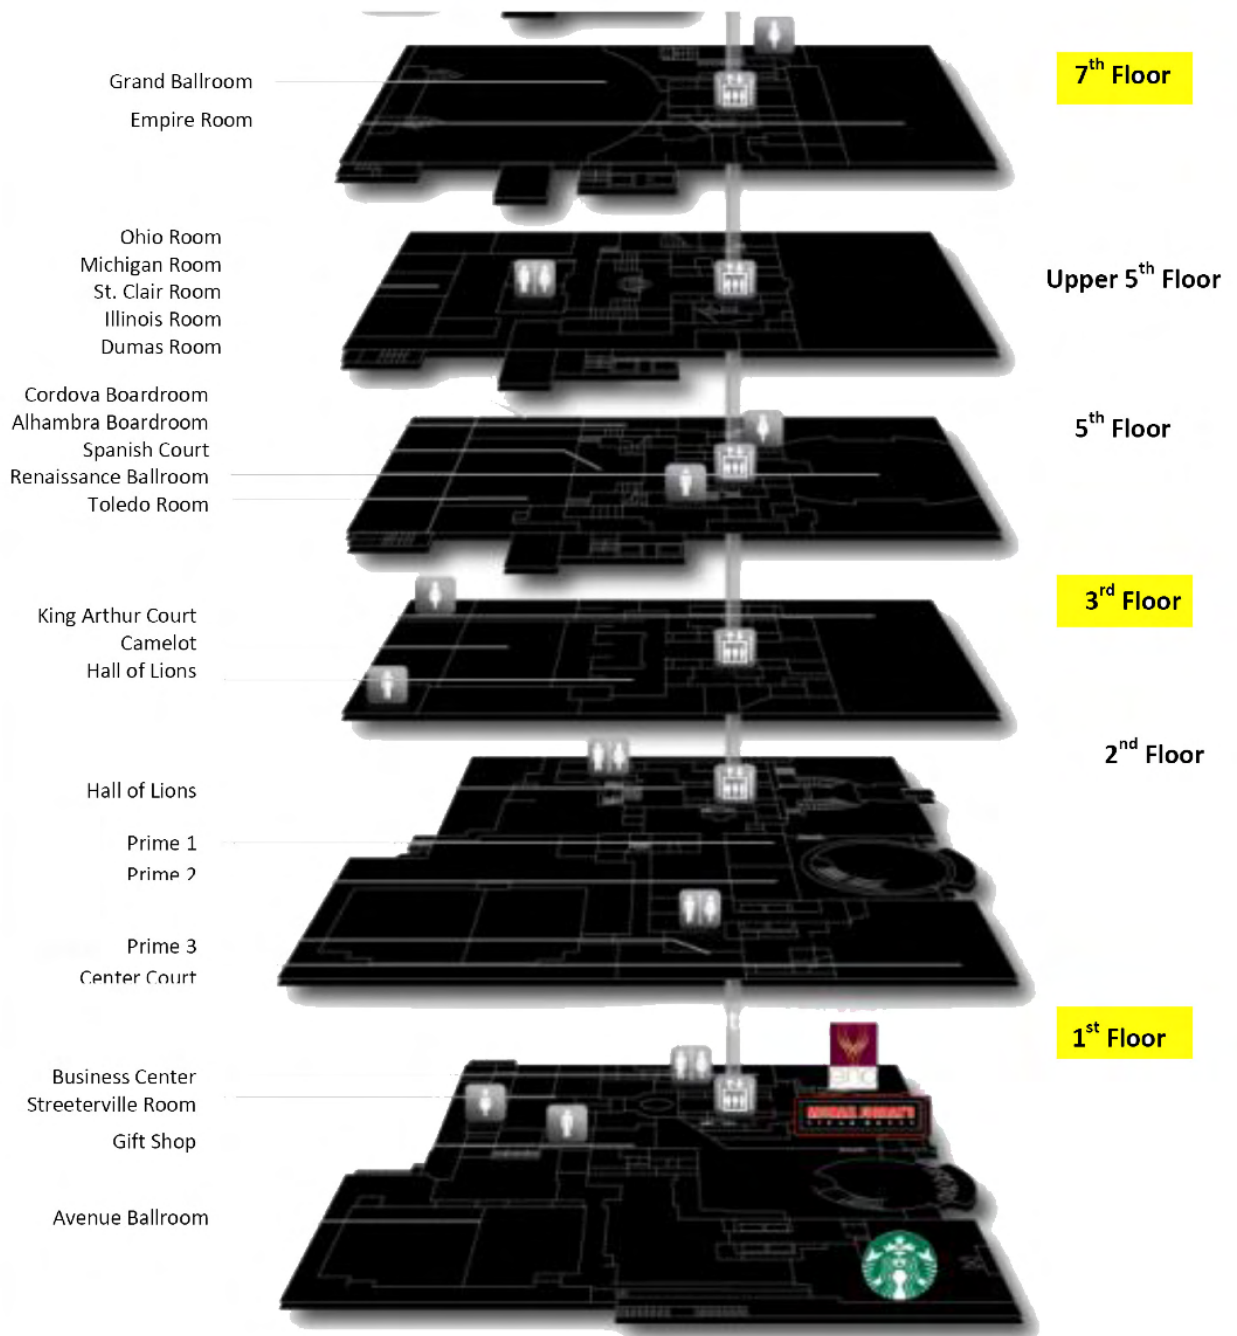 Grand Ballroom
Empire Room
7th Floor
Ohio Room
Michigan Room
St. Clair Room
Illinois Room
Dumas Room
Upper 5th Floor
Cordova Boardroom
Alhambra Boardroom
Spanish Court
Renaissance Ballroom
Toledo Room
5th Floor
King Arthur Court
Camelot
Hall of Lions
3rd Floor
2nd Floor
Hall of Lions
Prime 1
Prime 2
Prime 3
Center Court
1st Floor
Business Center
Streeterville Room
Gift Shop
Avenue Ballroom